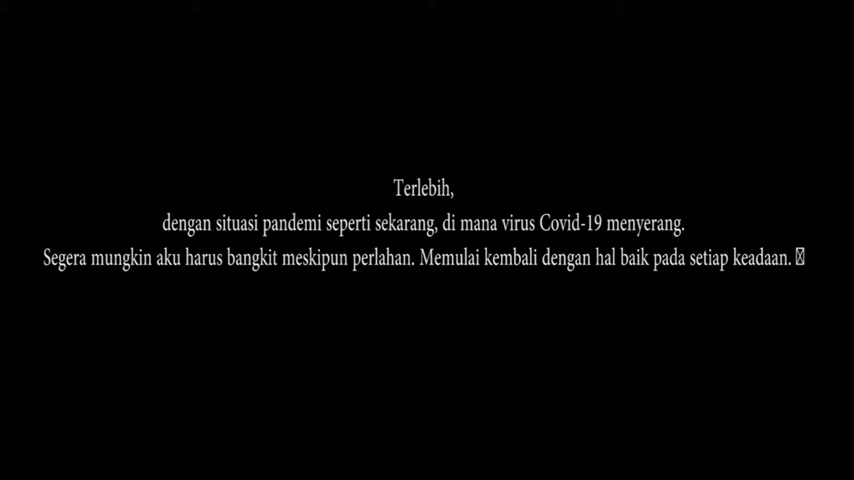 Terlebih,
dengan situasi pandemi seperti sekarang, di mana virus Covid-19 menyerang.
Segera mungkin aku harus bangkit meskipun perlahan. Memulai kembali dengan hal baik pada setiap keadaan.